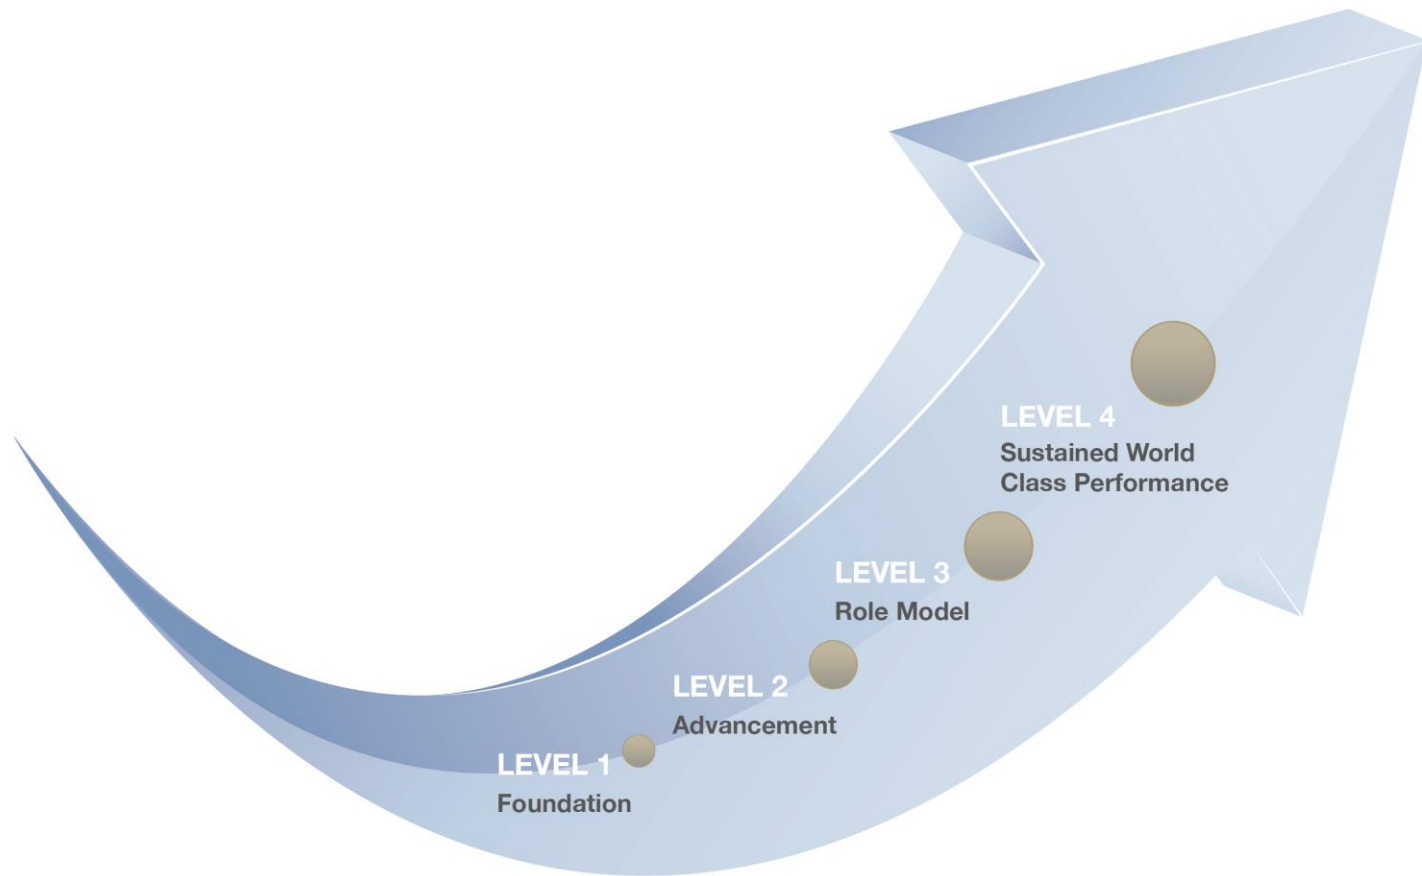 LEVEL 4
Sustained World
Class Performance
LEVEL 3
Role Model
LEVEL 2
Advancement
LEVEL 1
Foundation